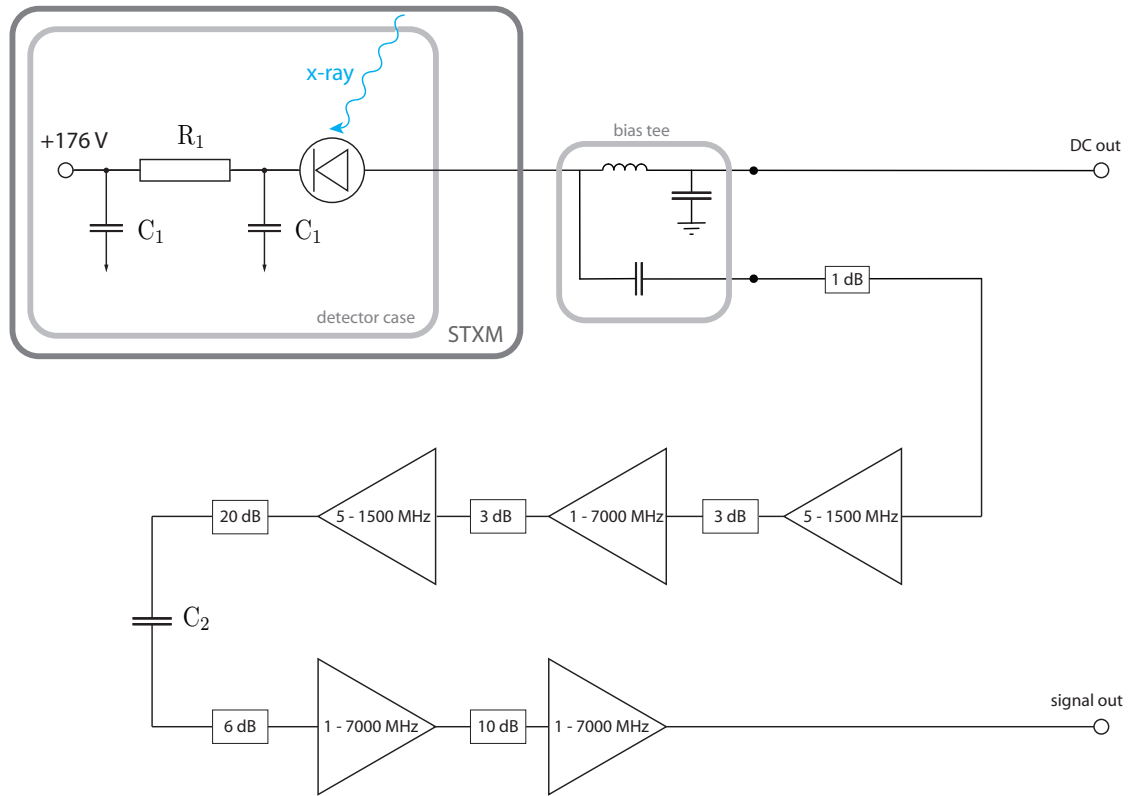 x-ray
+176 V
R₁
C₁
C₁
detector case
STXM
bias tee
DC out
1 dB
20 dB
5 - 1500 MHz
3 dB
1 - 7000 MHz
3 dB
5 - 1500 MHz
C₂
6 dB
1 - 7000 MHz
10 dB
1 - 7000 MHz
signal out